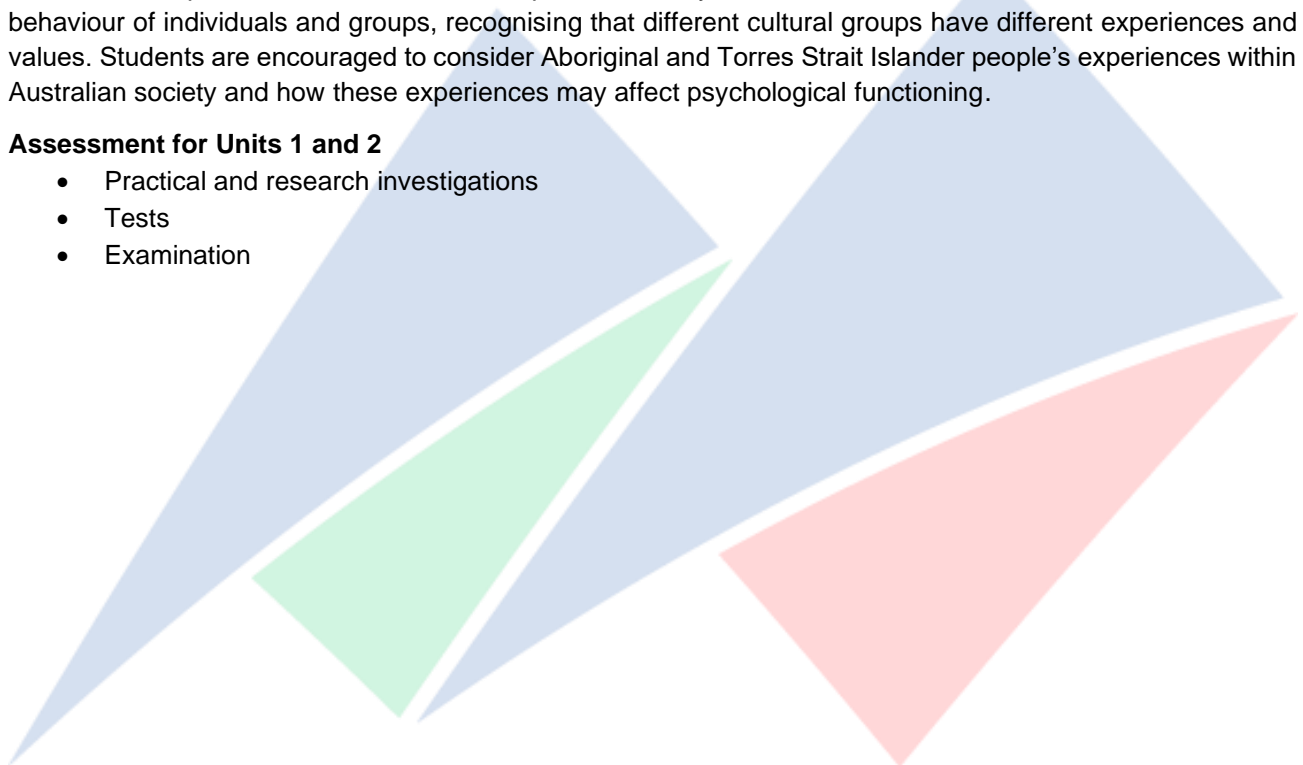 behaviour of individuals and groups, recognising that different cultural groups have different experiences and
values. Students are encouraged to consider Aboriginal and Torres Strait Islander people’s experiences within
Australian society and how these experiences may affect psychological functioning.
Assessment for Units 1 and 2
• Practical and research investigations
• Tests
• Examination